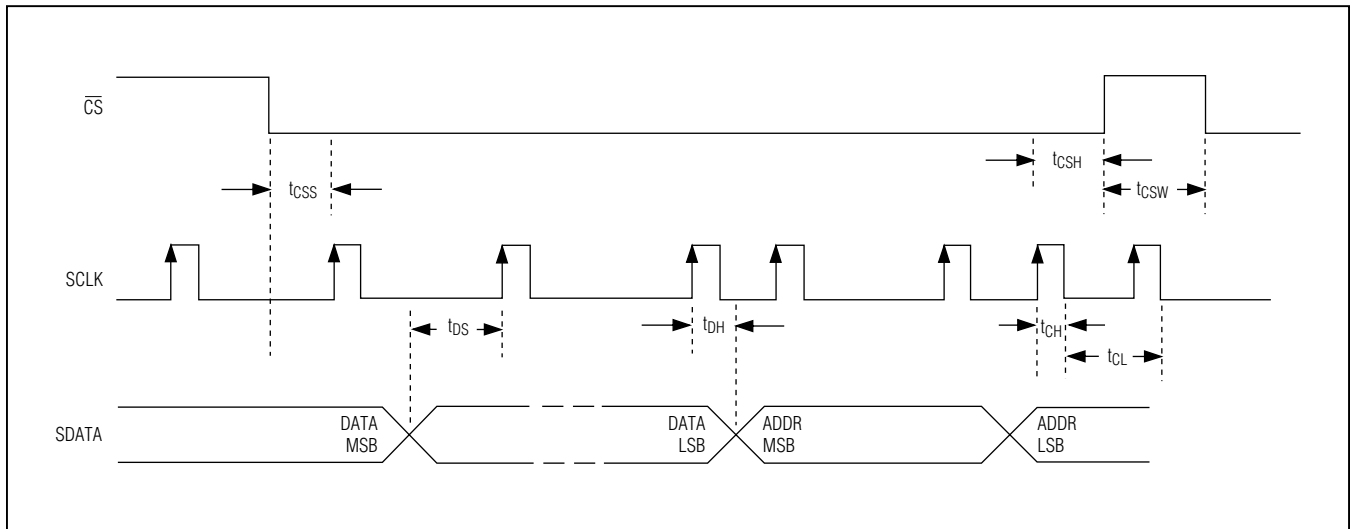 CS
tCSS
tCSH
tCSW
SCLK
tDS
tDH
tCH
tCL
SDATA
DATA
MSB
DATA
LSB
ADDR
MSB
ADDR
LSB